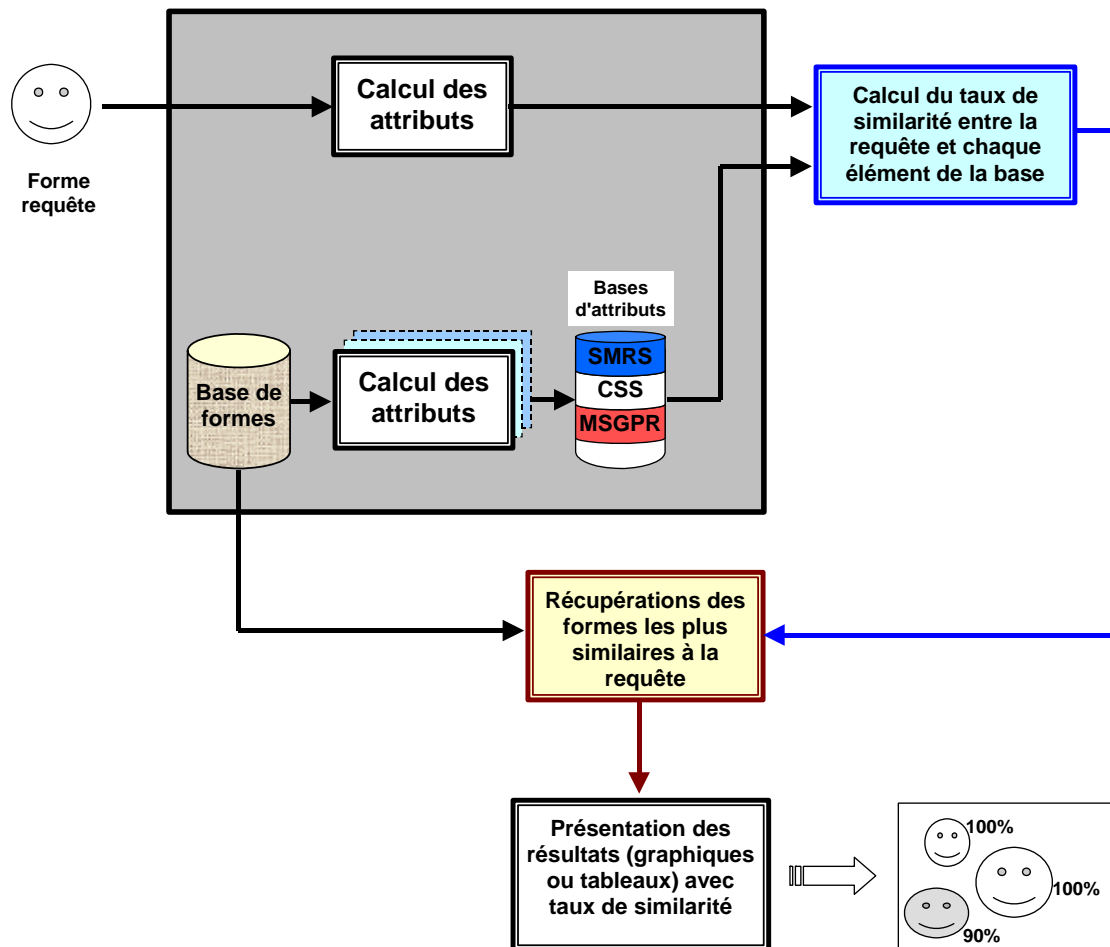 Calcul des
attributs
Calcul du taux de
similarité entre la
requête et chaque
élément de la base
Forme
requête
Bases
d'attributs
Base de
formes
Calcul des
attributs
SMRS
CSS
MSGPR
Récupérations des
formes les plus
similaires à la
requête
Présentation des
résultats (graphiques
ou tableaux) avec
taux de similarité
100%
100%
90%